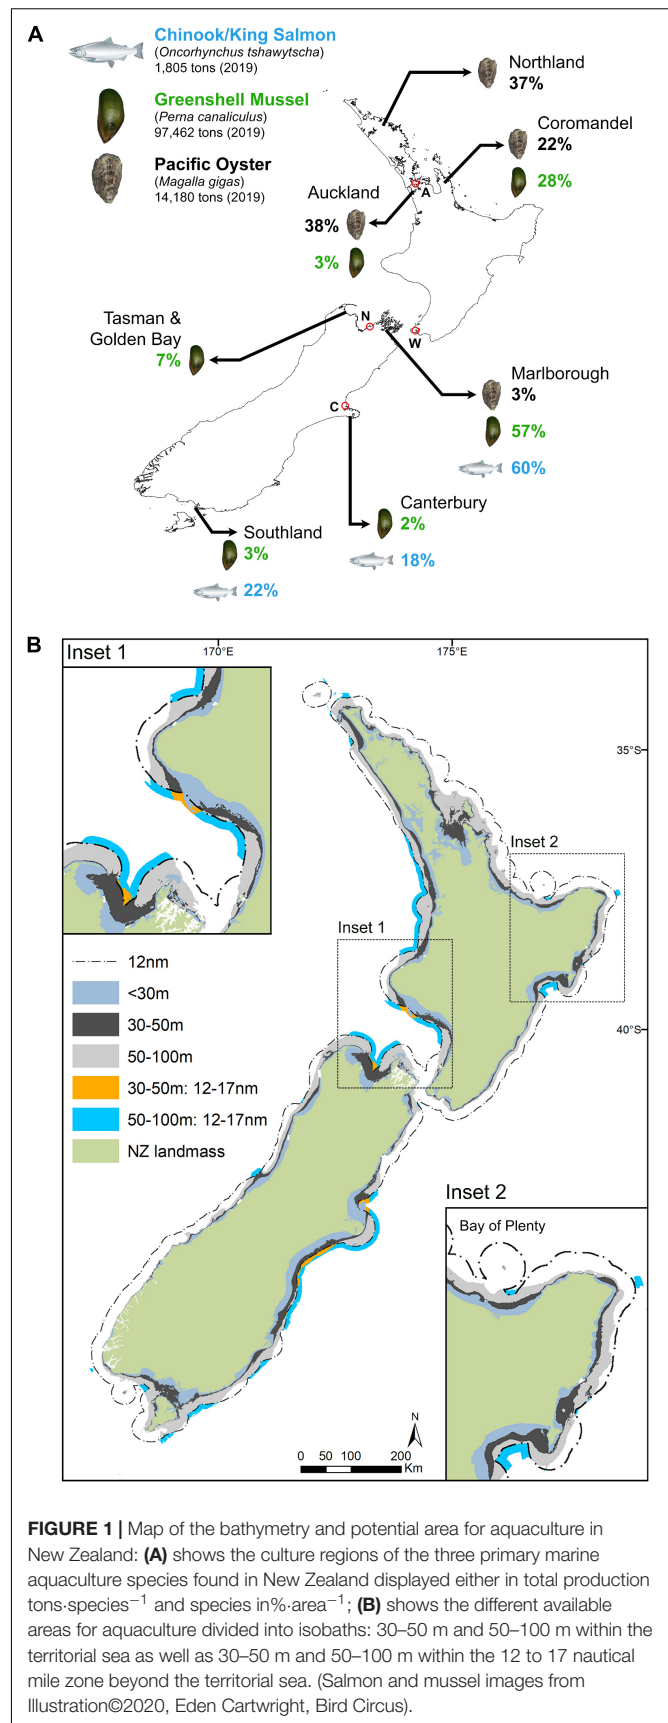 A
Chinook/King Salmon
(Oncorhynchus tshawytscha)
1,805 tons (2019)
Greenshell Mussel
(Perna canaliculus)
97,462 tons (2019)
Pacific Oyster
(Magalla gigas)
14,180 tons (2019)
Northland
37%
Coromandel
22%
28%
Auckland
38%
3%
A
Tasman &
Golden Bay
7%
N
W
Marlborough
3%
57%
60%
C
Canterbury
2%
18%
Southland
3%
22%
B
Inset 1
170°E
175°E
35°S
Inset 2
Inset 1
40°S
12nm
<30m
30-50m
50-100m
30-50m: 12-17nm
50-100m: 12-17nm
NZ landmass
Inset 2
Bay of Plenty
N
0 50 100 200
Km
FIGURE 1 | Map of the bathymetry and potential area for aquaculture in
New Zealand: (A) shows the culture regions of the three primary marine
aquaculture species found in New Zealand displayed either in total production
tons·species⁻¹ and species in%·area⁻¹; (B) shows the different available
areas for aquaculture divided into isobaths: 30–50 m and 50–100 m within the
territorial sea as well as 30–50 m and 50–100 m within the 12 to 17 nautical
mile zone beyond the territorial sea. (Salmon and mussel images from
Illustration©2020, Eden Cartwright, Bird Circus).